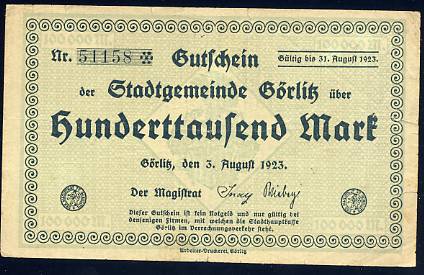 Nr. 51158 Gutschein Gültig bis 31. August 1923.
der Stadtgemeinde Görlitz über
Hunderttausend Mark
Görlitz, den 3. August 1923.
Der Magistrat
Dieser Gutschein ist kein Notgeld und nur gültig bei
denjenigen Firmen, mit welchen die Stadthauptkasse
Görlitz im Verrechnungsverkehr steht.
Arbeiter-Druckerei, Görlitz